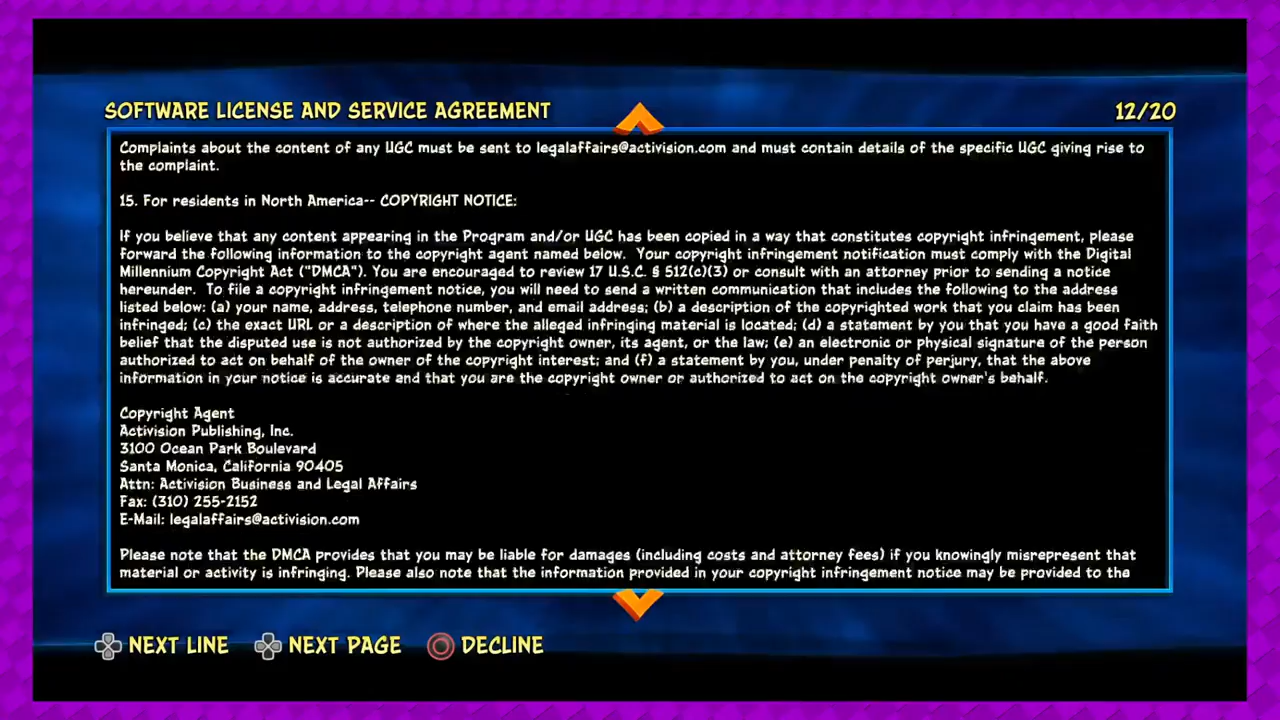 SOFTWARE LICENSE AND SERVICE AGREEMENT
12/20
Complaints about the content of any UGC must be sent to legalaffairs@activision.com and must contain details of the specific UGC giving rise to
the complaint.
15. For residents in North America-- COPYRIGHT NOTICE:
If you believe that any content appearing in the Program and/or UGC has been copied in a way that constitutes copyright infringement, please
forward the following information to the copyright agent named below. Your copyright infringement notification must comply with the Digital
Millennium Copyright Act ("DMCA"). You are encouraged to review 17 U.S.C. § 512(c)(3) or consult with an attorney prior to sending a notice
hereunder. To file a copyright infringement notice, you will need to send a written communication that includes the following to the address
listed below: (a) your name, address, telephone number, and email address; (b) a description of the copyrighted work that you claim has been
infringed; (c) the exact URL or a description of where the alleged infringing material is located; (d) a statement by you that you have a good faith
belief that the disputed use is not authorized by the copyright owner, its agent, or the law; (e) an electronic or physical signature of the person
authorized to act on behalf of the owner of the copyright interest; and (f) a statement by you, under penalty of perjury, that the above
information in your notice is accurate and that you are the copyright owner or authorized to act on the copyright owner's behalf.
Copyright Agent
Activision Publishing, Inc.
3100 Ocean Park Boulevard
Santa Monica, California 90405
Attn: Activision Business and Legal Affairs
Fax: (310) 255-2152
E-Mail: legalaffairs@activision.com
Please note that the DMCA provides that you may be liable for damages (including costs and attorney fees) if you knowingly misrepresent that
material or activity is infringing. Please also note that the information provided in your copyright infringement notice may be provided to the
NEXT LINE NEXT PAGE DECLINE